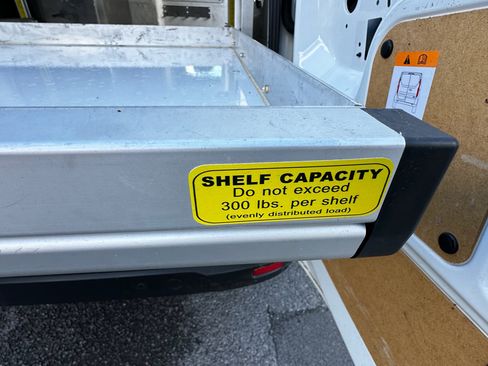 SHELF CAPACITY
Do not exceed
300 lbs. per shelf
(evenly distributed load)